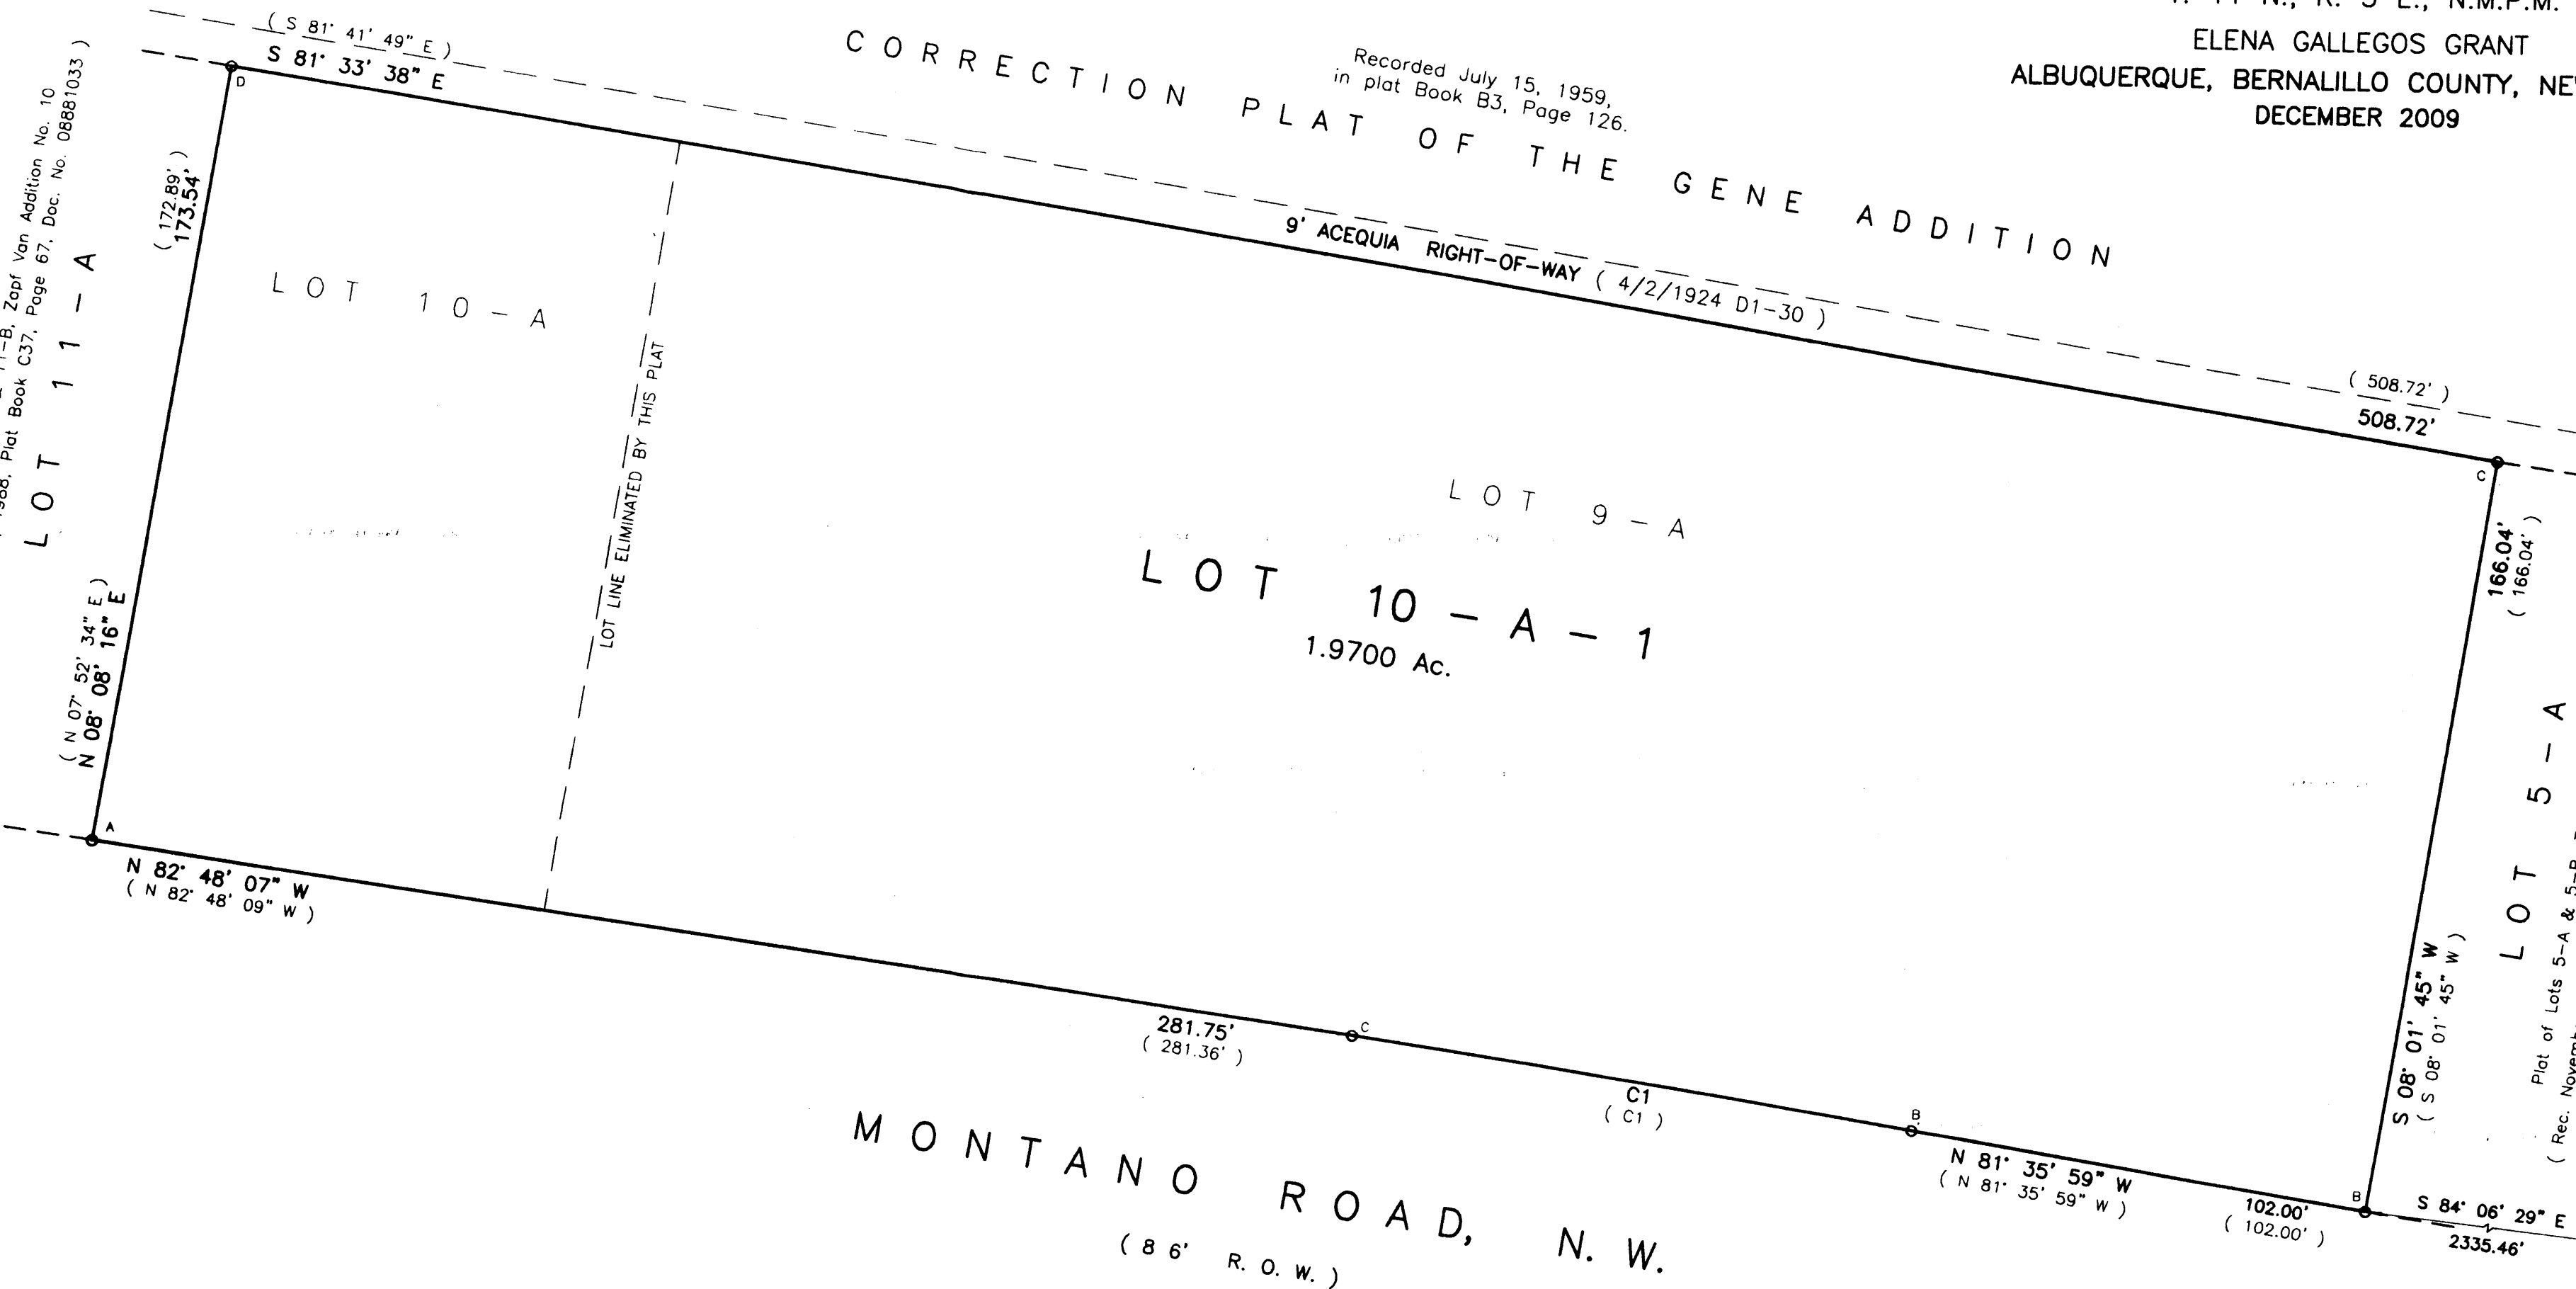 ELENA GALLEGOS GRANT
ALBUQUERQUE, BERNALILLO COUNTY,
DECEMBER 2009
( S 81° 41' 49" E )
S 81° 33' 38" E
CORRECTION PLAT OF THE GENE ADDITION
Recorded July 15, 1959,
in plat Book B3, Page 126.
9' ACEQUIA RIGHT-OF-WAY ( 4/2/1924 D1-30 )
( 508.72' )
508.72'
D
C
( 172.89' )
173.54'
Zapf Van Addition No. 10
Plat Book C37, Page 67, Doc. No. 08881033 )
LOT 11-A
LOT 10-A
LOT LINE ELIMINATED BY THIS PLAT
LOT 9-A
LOT 10-A-1
1.9700 Ac.
166.04'
( 166.04' )
( N 07° 52' 34" E )
N 08° 08' 16" E
LOT 5-A
Plat of Lots 5-A &
( Rec.
S 08° 01' 45" W
( S 08° 01' 45" W )
A
N 82° 48' 07" W
( N 82° 48' 09" W )
281.75'
( 281.36' )
C
C1
( C1 )
B
N 81° 35' 59" W
( N 81° 35' 59" W )
102.00'
( 102.00' )
B
S 84° 06' 29" E
2335.46'
MONTANO ROAD, N. W.
( 86' R. O. W. )